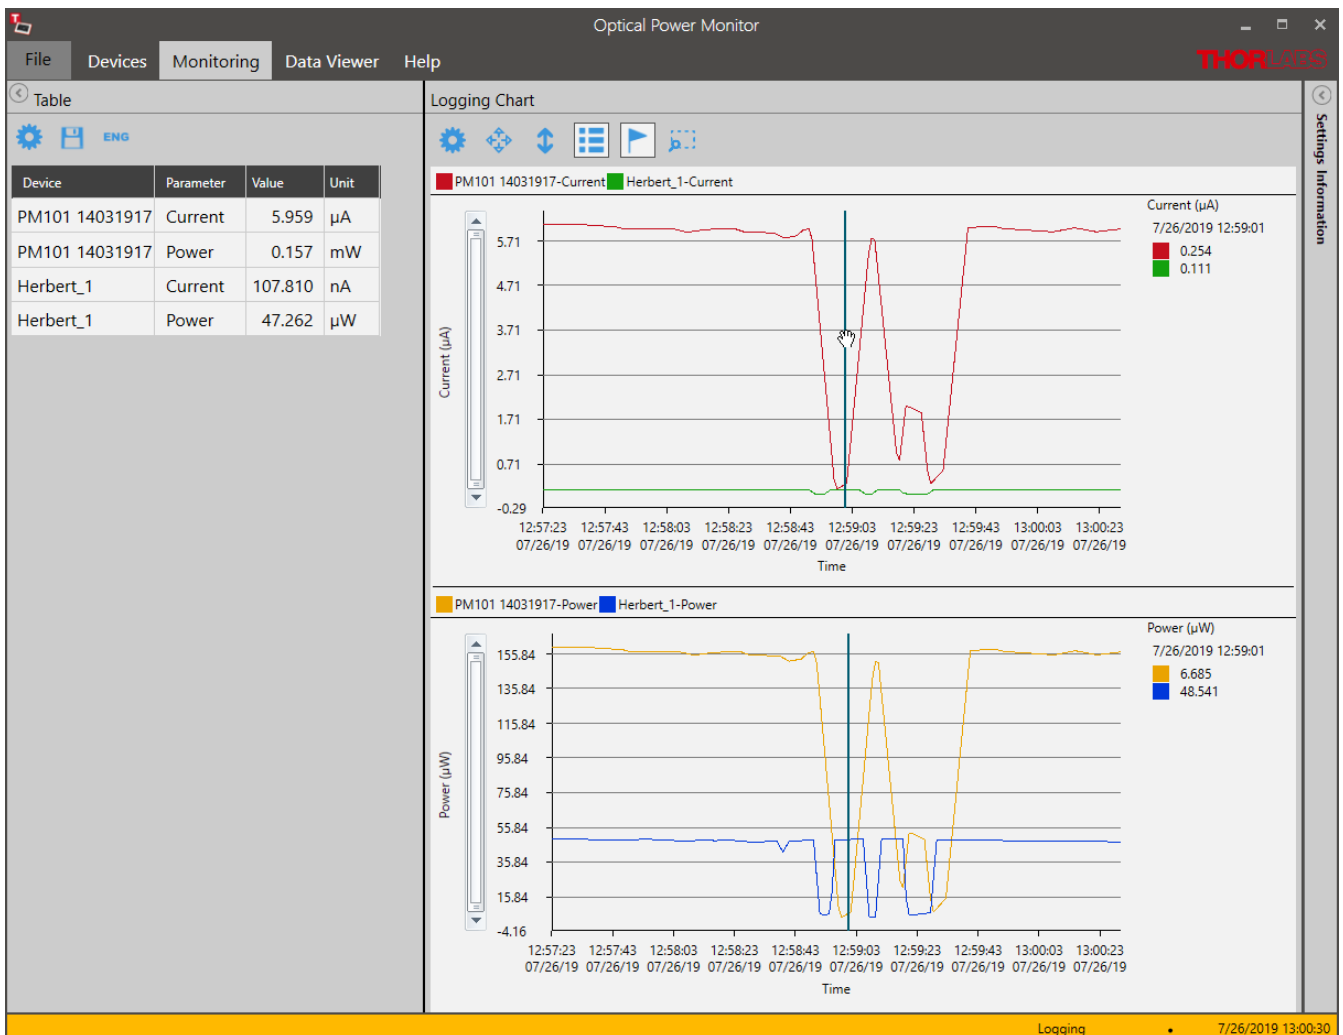 Optical Power Monitor
File Devices Monitoring Data Viewer Help
THORLABS
Table
ENG
Device Parameter Value Unit
PM101 14031917 Current 5.959 µA
PM101 14031917 Power 0.157 mW
Herbert_1 Current 107.810 nA
Herbert_1 Power 47.262 µW
Logging Chart
PM101 14031917-Current Herbert_1-Current
Current (µA)
5.71
4.71
3.71
2.71
1.71
0.71
-0.29
12:57:23 12:57:43 12:58:03 12:58:23 12:58:43 12:59:03 12:59:23 12:59:43 13:00:03 13:00:23
07/26/19 07/26/19 07/26/19 07/26/19 07/26/19 07/26/19 07/26/19 07/26/19 07/26/19 07/26/19
Time
Current (µA)
7/26/2019 12:59:01
0.254
0.111
PM101 14031917-Power Herbert_1-Power
Power (µW)
155.84
135.84
115.84
95.84
75.84
55.84
35.84
15.84
-4.16
12:57:23 12:57:43 12:58:03 12:58:23 12:58:43 12:59:03 12:59:23 12:59:43 13:00:03 13:00:23
07/26/19 07/26/19 07/26/19 07/26/19 07/26/19 07/26/19 07/26/19 07/26/19 07/26/19 07/26/19
Time
Power (µW)
7/26/2019 12:59:01
6.685
48.541
Settings Information
Logging 7/26/2019 13:00:30